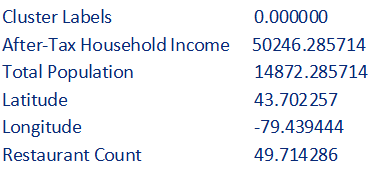 Cluster Labels 0.000000
After-Tax Household Income 50246.285714
Total Population 14872.285714
Latitude 43.702257
Longitude -79.439444
Restaurant Count 49.714286